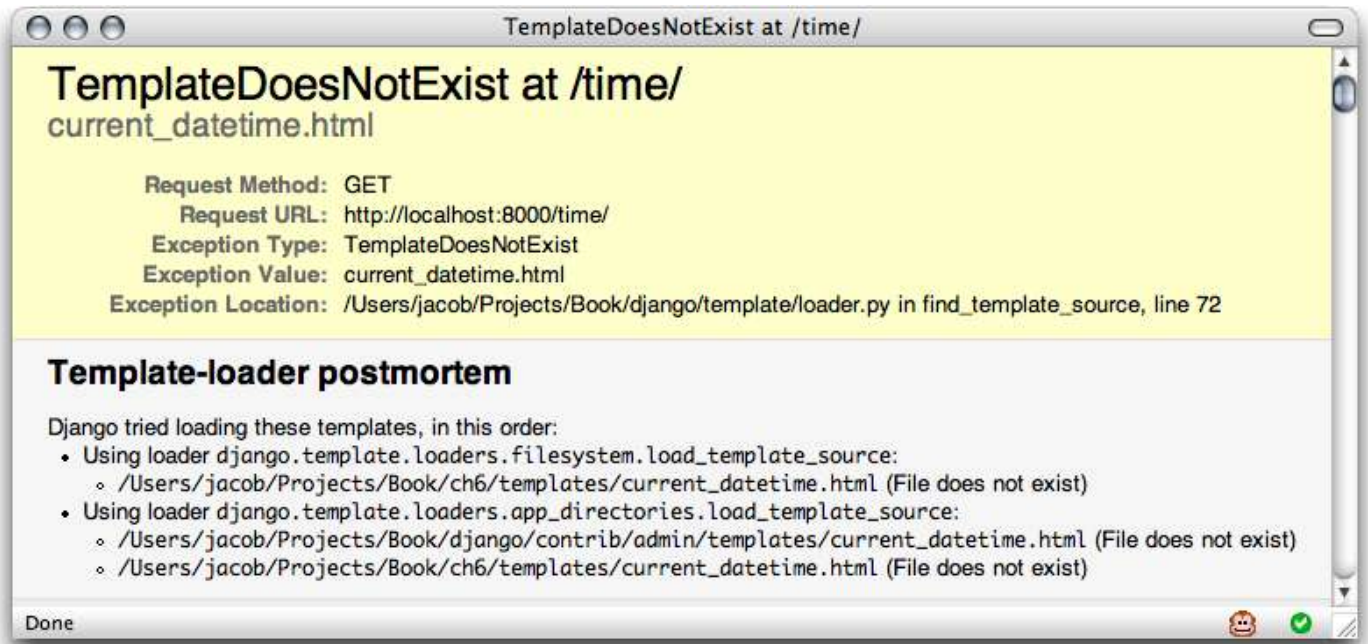 TemplateDoesNotExist at /time/
TemplateDoesNotExist at /time/
current_datetime.html
Request Method: GET
Request URL: http://localhost:8000/time/
Exception Type: TemplateDoesNotExist
Exception Value: current_datetime.html
Exception Location: /Users/jacob/Projects/Book/django/template/loader.py in find_template_source, line 72
Template-loader postmortem
Django tried loading these templates, in this order:
• Using loader django.template.loaders.filesystem.load_template_source:
◦ /Users/jacob/Projects/Book/ch6/templates/current_datetime.html (File does not exist)
• Using loader django.template.loaders.app_directories.load_template_source:
◦ /Users/jacob/Projects/Book/django/contrib/admin/templates/current_datetime.html (File does not exist)
◦ /Users/jacob/Projects/Book/ch6/templates/current_datetime.html (File does not exist)
Done